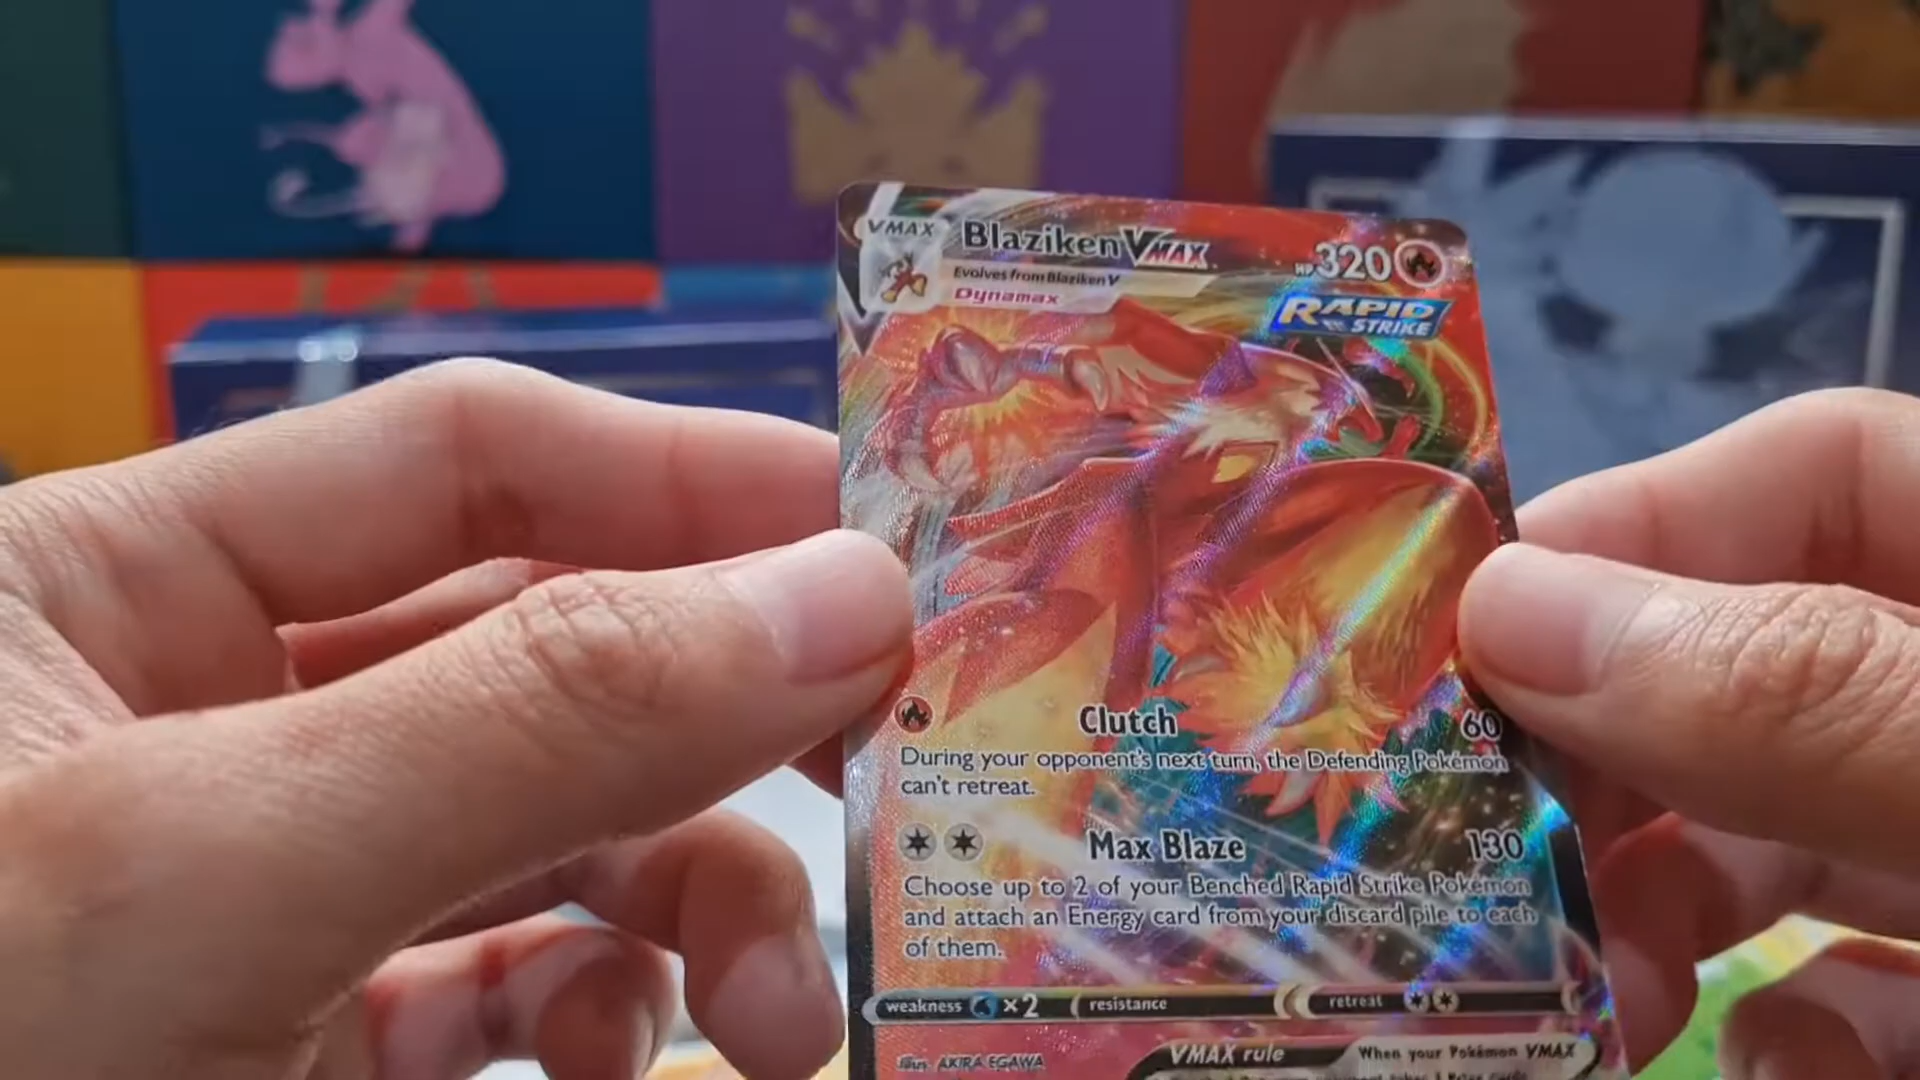 VMAX
Blaziken VMAX
HP 320
Evolves from Blaziken V
Dynamax
RAPID
STRIKE
Clutch 60
During your opponent's next turn, the Defending Pokémon
can't retreat.
Max Blaze 130
Choose up to 2 of your Benched Rapid Strike Pokémon
and attach an Energy card from your discard pile to each
of them.
weakness ×2 resistance retreat
Illus. AKIRA EGAWA
VMAX rule When your Pokémon VMAX